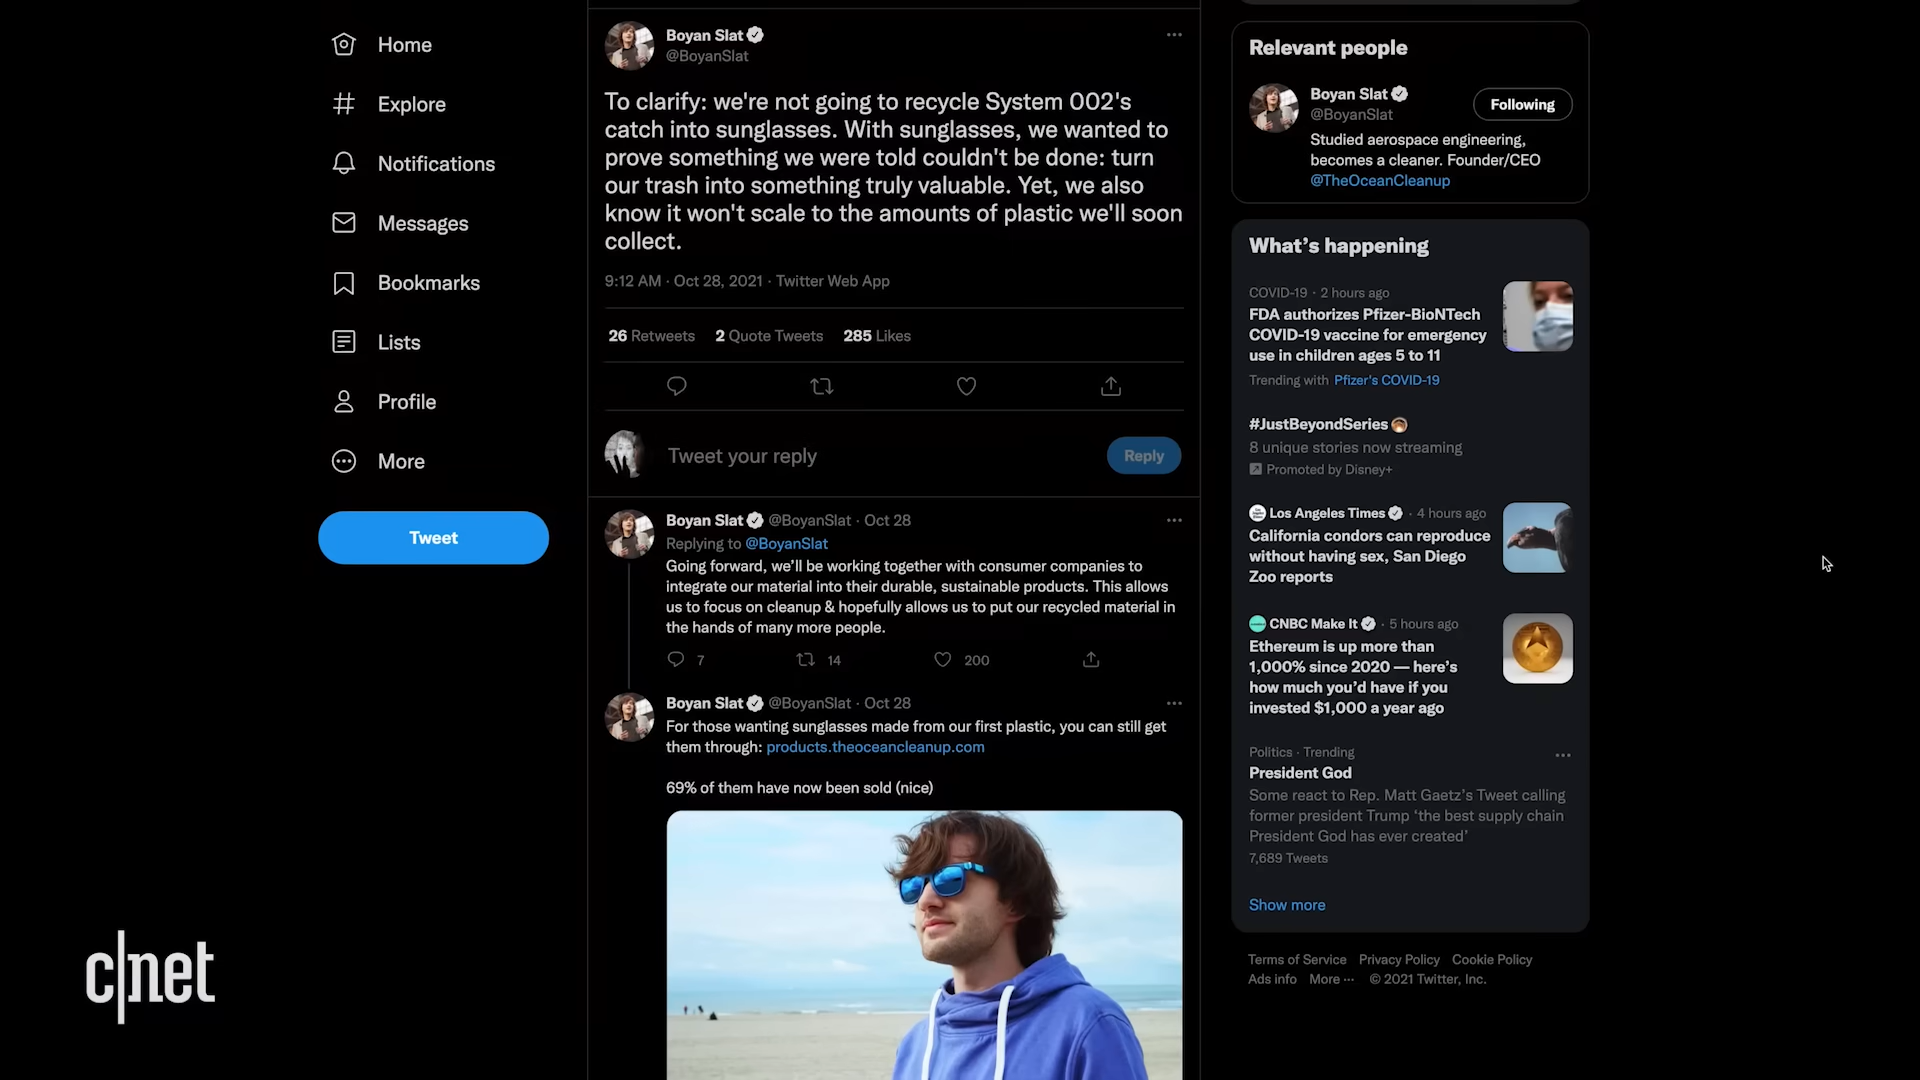 Home
Explore
Notifications
Messages
Bookmarks
Lists
Profile
More
Tweet
Boyan Slat
@BoyanSlat
To clarify: we're not going to recycle System 002's
catch into sunglasses. With sunglasses, we wanted to
prove something we were told couldn't be done: turn
our trash into something truly valuable. Yet, we also
know it won't scale to the amounts of plastic we'll soon
collect.
9:12 AM · Oct 28, 2021 · Twitter Web App
26 Retweets 2 Quote Tweets 285 Likes
Tweet your reply
Reply
Boyan Slat @BoyanSlat · Oct 28
Replying to @BoyanSlat
Going forward, we'll be working together with consumer companies to
integrate our material into their durable, sustainable products. This allows
us to focus on cleanup & hopefully allows us to put our recycled material in
the hands of many more people.
7 14 200
Boyan Slat @BoyanSlat · Oct 28
For those wanting sunglasses made from our first plastic, you can still get
them through: products.theoceancleanup.com
69% of them have now been sold (nice)
Relevant people
Boyan Slat
@BoyanSlat
Following
Studied aerospace engineering,
becomes a cleaner. Founder/CEO
@TheOceanCleanup
What's happening
COVID-19 · 2 hours ago
FDA authorizes Pfizer-BioNTech
COVID-19 vaccine for emergency
use in children ages 5 to 11
Trending with Pfizer's COVID-19
#JustBeyondSeries
8 unique stories now streaming
Promoted by Disney+
Los Angeles Times · 4 hours ago
California condors can reproduce
without having sex, San Diego
Zoo reports
CNBC Make It · 5 hours ago
Ethereum is up more than
1,000% since 2020 — here's
how much you'd have if you
invested $1,000 a year ago
Politics · Trending
President God
Some react to Rep. Matt Gaetz's Tweet calling
former president Trump 'the best supply chain
President God has ever created'
7,689 Tweets
Show more
Terms of Service Privacy Policy Cookie Policy
Ads info More ··· © 2021 Twitter, Inc.
c|net